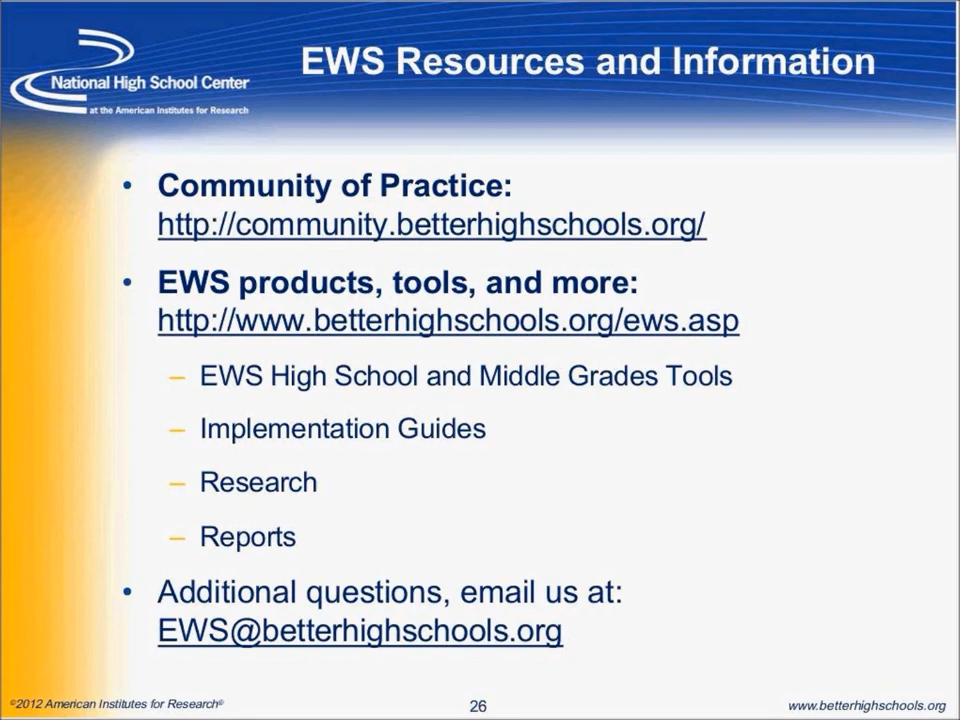 National High School Center
at the American Institutes for Research
EWS Resources and Information
• Community of Practice:
http://community.betterhighschools.org/
• EWS products, tools, and more:
http://www.betterhighschools.org/ews.asp
– EWS High School and Middle Grades Tools
– Implementation Guides
– Research
– Reports
• Additional questions, email us at:
EWS@betterhighschools.org
©2012 American Institutes for Research®
26
www.betterhighschools.org